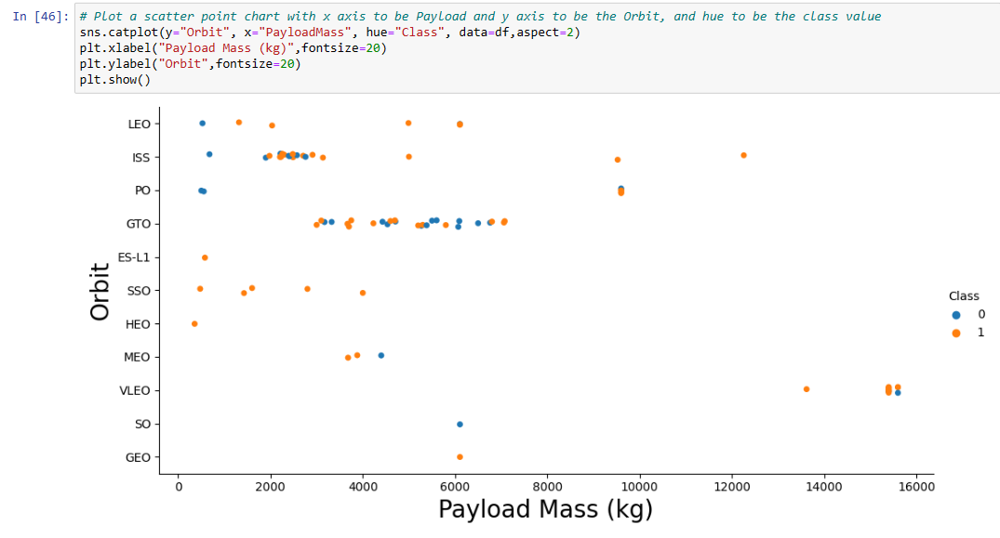 In [46]: # Plot a scatter point chart with x axis to be Payload and y axis to be the Orbit, and hue to be the class value
sns.catplot(y="Orbit", x="PayloadMass", hue="Class", data=df,aspect=2)
plt.xlabel("Payload Mass (kg)",fontsize=20)
plt.ylabel("Orbit",fontsize=20)
plt.show()
LEO
ISS
PO
GTO
ES-L1
SSO
HEO
MEO
VLEO
SO
GEO
Orbit
Class
0
1
0 2000 4000 6000 8000 10000 12000 14000 16000
Payload Mass (kg)